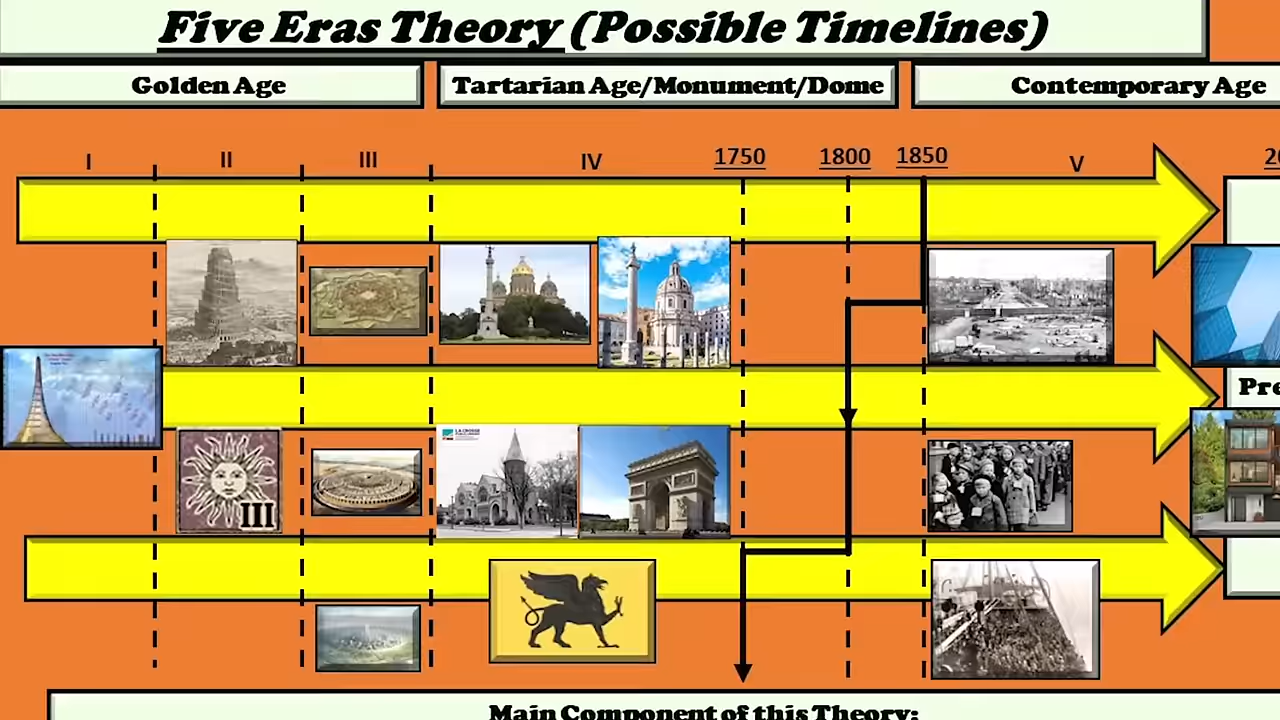 Five Eras Theory (Possible Timelines)
Golden Age
Tartarian Age/Monument/Dome
Contemporary Age
I
II
III
IV
1750
1800
1850
V
20
Pre
III
Main Component of this Theory: